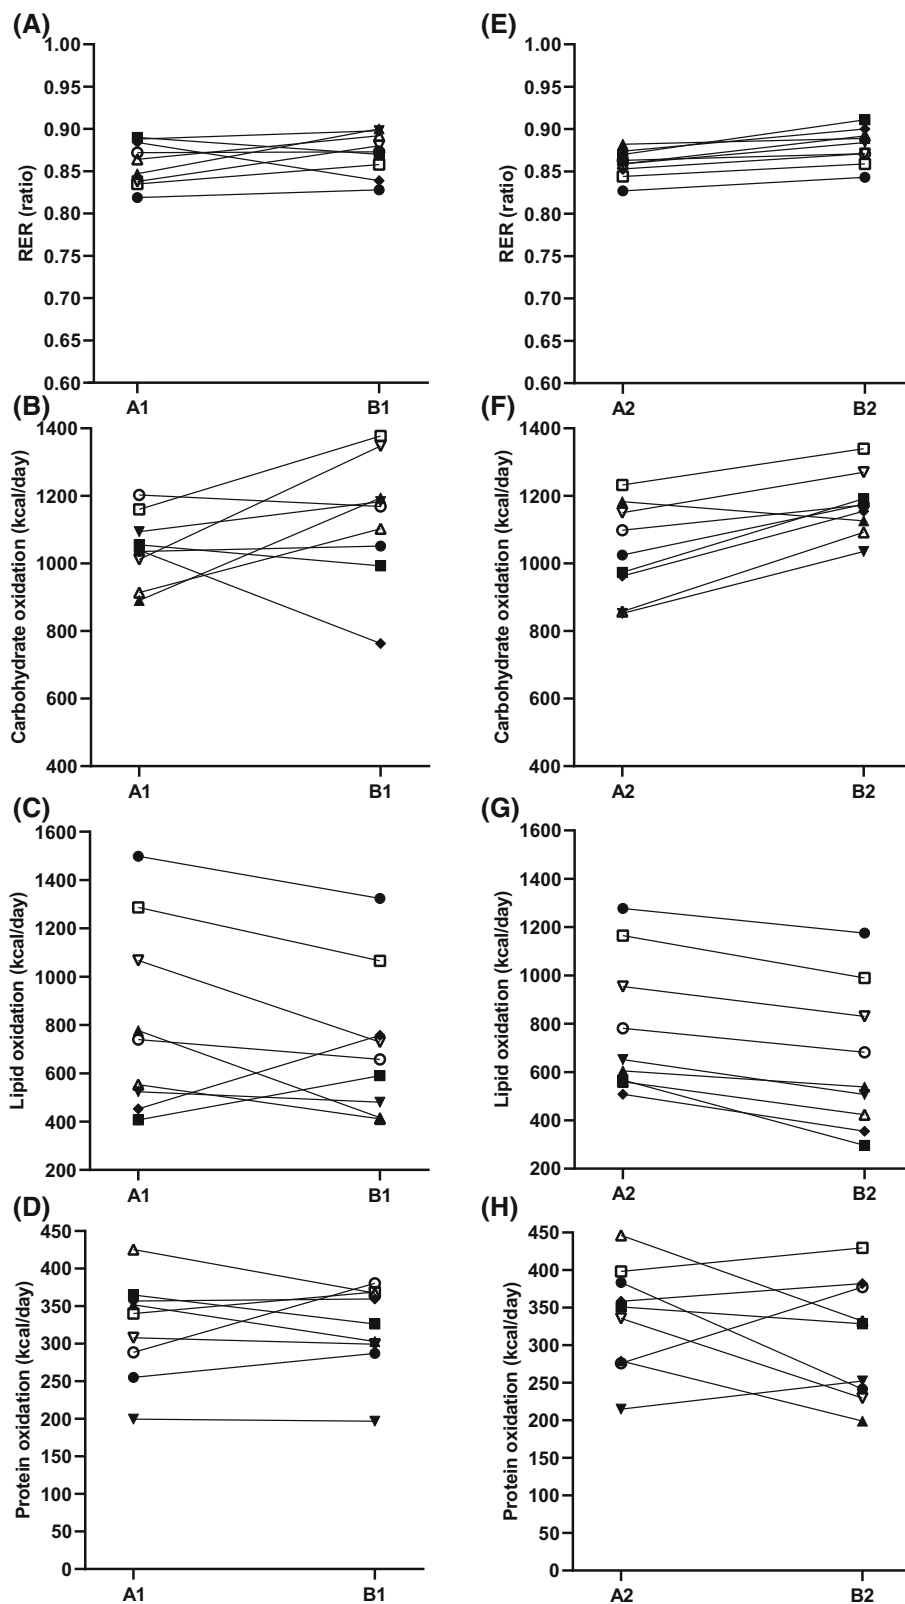 (A)
1.00
0.95
0.90
0.85
0.80
0.75
0.70
0.65
0.60
RER (ratio)
A1
B1
(E)
1.00
0.95
0.90
0.85
0.80
0.75
0.70
0.65
0.60
RER (ratio)
A2
B2
(B)
1400
1200
1000
800
600
400
Carbohydrate oxidation (kcal/day)
A1
B1
(F)
1400
1200
1000
800
600
400
Carbohydrate oxidation (kcal/day)
A2
B2
(C)
1600
1400
1200
1000
800
600
400
200
Lipid oxidation (kcal/day)
A1
B1
(G)
1600
1400
1200
1000
800
600
400
200
Lipid oxidation (kcal/day)
A2
B2
(D)
450
400
350
300
250
200
150
100
50
0
Protein oxidation (kcal/day)
A1
B1
(H)
450
400
350
300
250
200
150
100
50
0
Protein oxidation (kcal/day)
A2
B2